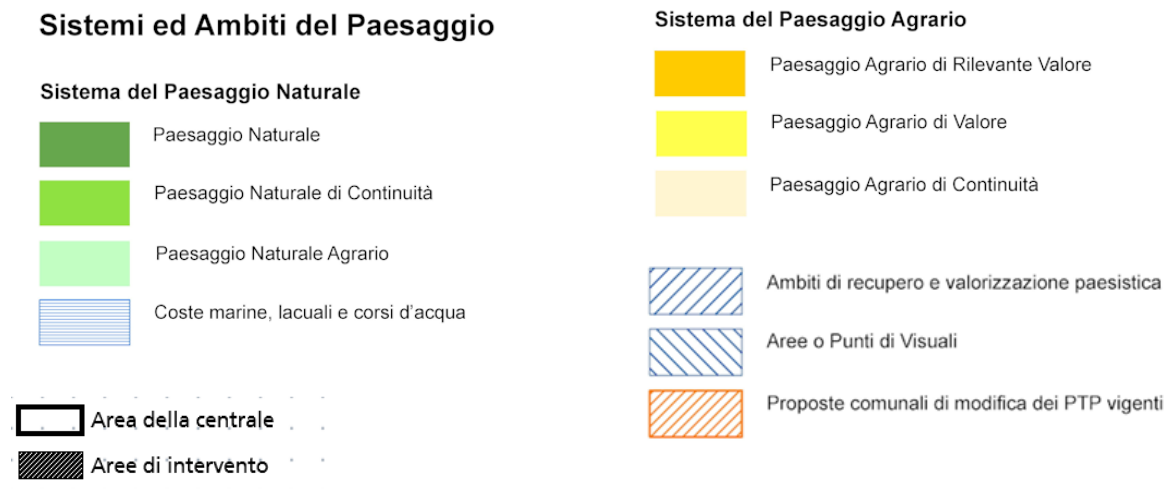 Sistemi ed Ambiti del Paesaggio
Sistema del Paesaggio Naturale
Paesaggio Naturale
Paesaggio Naturale di Continuità
Paesaggio Naturale Agrario
Coste marine, lacuali e corsi d'acqua
Area della centrale
Aree di intervento
Sistema del Paesaggio Agrario
Paesaggio Agrario di Rilevante Valore
Paesaggio Agrario di Valore
Paesaggio Agrario di Continuità
Ambiti di recupero e valorizzazione paesistica
Aree o Punti di Visuali
Proposte comunali di modifica dei PTP vigenti